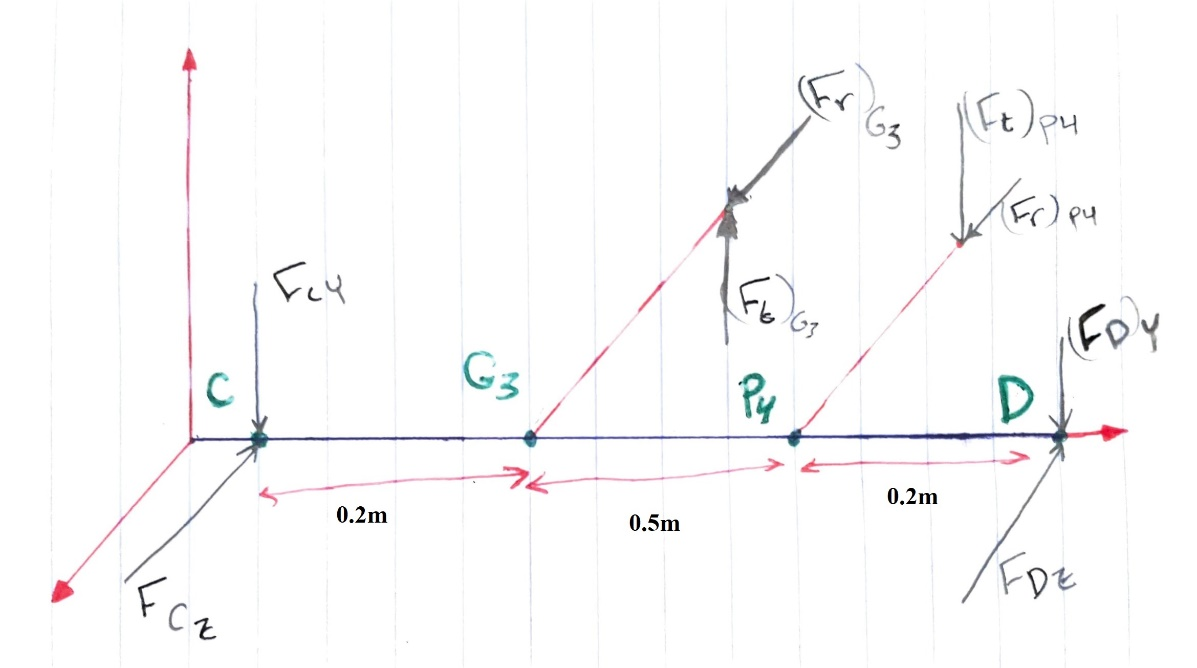 (Fr)G3
(Ft)P4
(Fr)P4
FCY
(Ft)G3
(FD)Y
C
G3
P4
D
0.2m
0.5m
0.2m
FCZ
FDZ